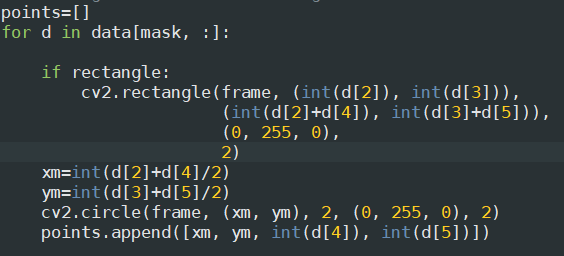 points=[]
for d in data[mask, :]:
if rectangle:
cv2.rectangle(frame, (int(d[2]), int(d[3])),
(int(d[2]+d[4]), int(d[3]+d[5])),
(0, 255, 0),
2)
xm=int(d[2]+d[4]/2)
ym=int(d[3]+d[5]/2)
cv2.circle(frame, (xm, ym), 2, (0, 255, 0), 2)
points.append([xm, ym, int(d[4]), int(d[5])])